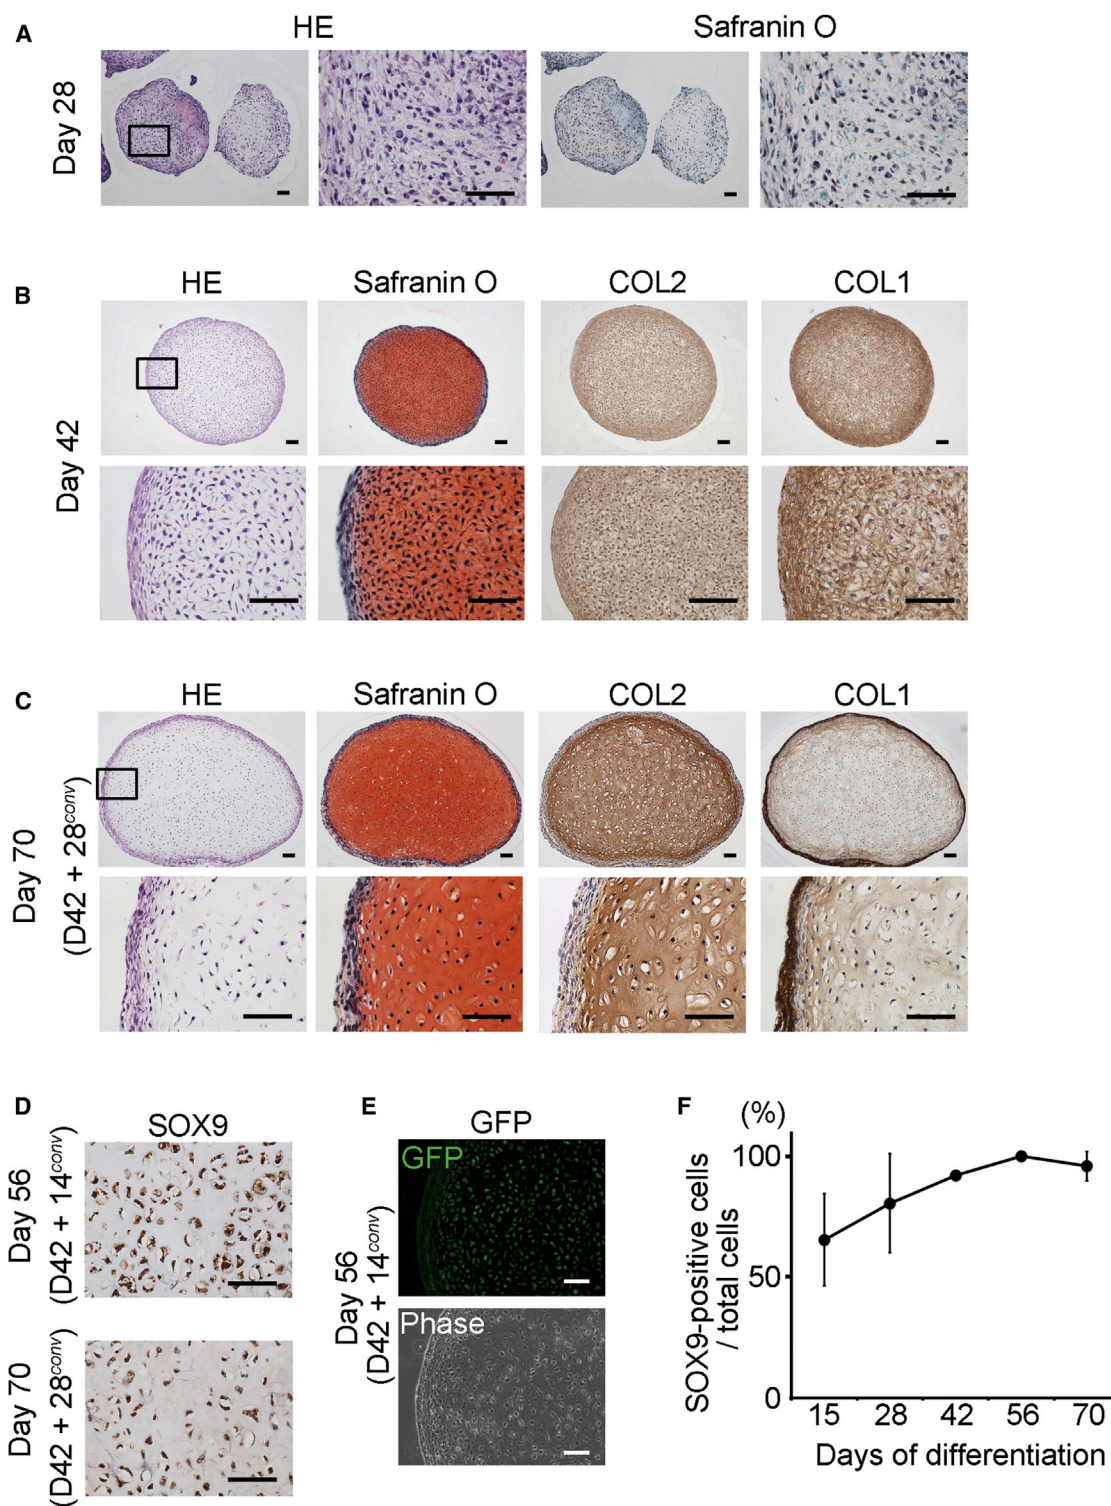 A
HE
Safranin O
Day 28
B
HE
Safranin O
COL2
COL1
Day 42
C
HE
Safranin O
COL2
COL1
Day 70
(D42 + 28conv)
D
SOX9
Day 56
(D42 + 14conv)
Day 70
(D42 + 28conv)
E
GFP
GFP
Day 56
(D42 + 14conv)
Phase
F
(%)
100
50
0
SOX9-positive cells
/ total cells
15 28 42 56 70
Days of differentiation